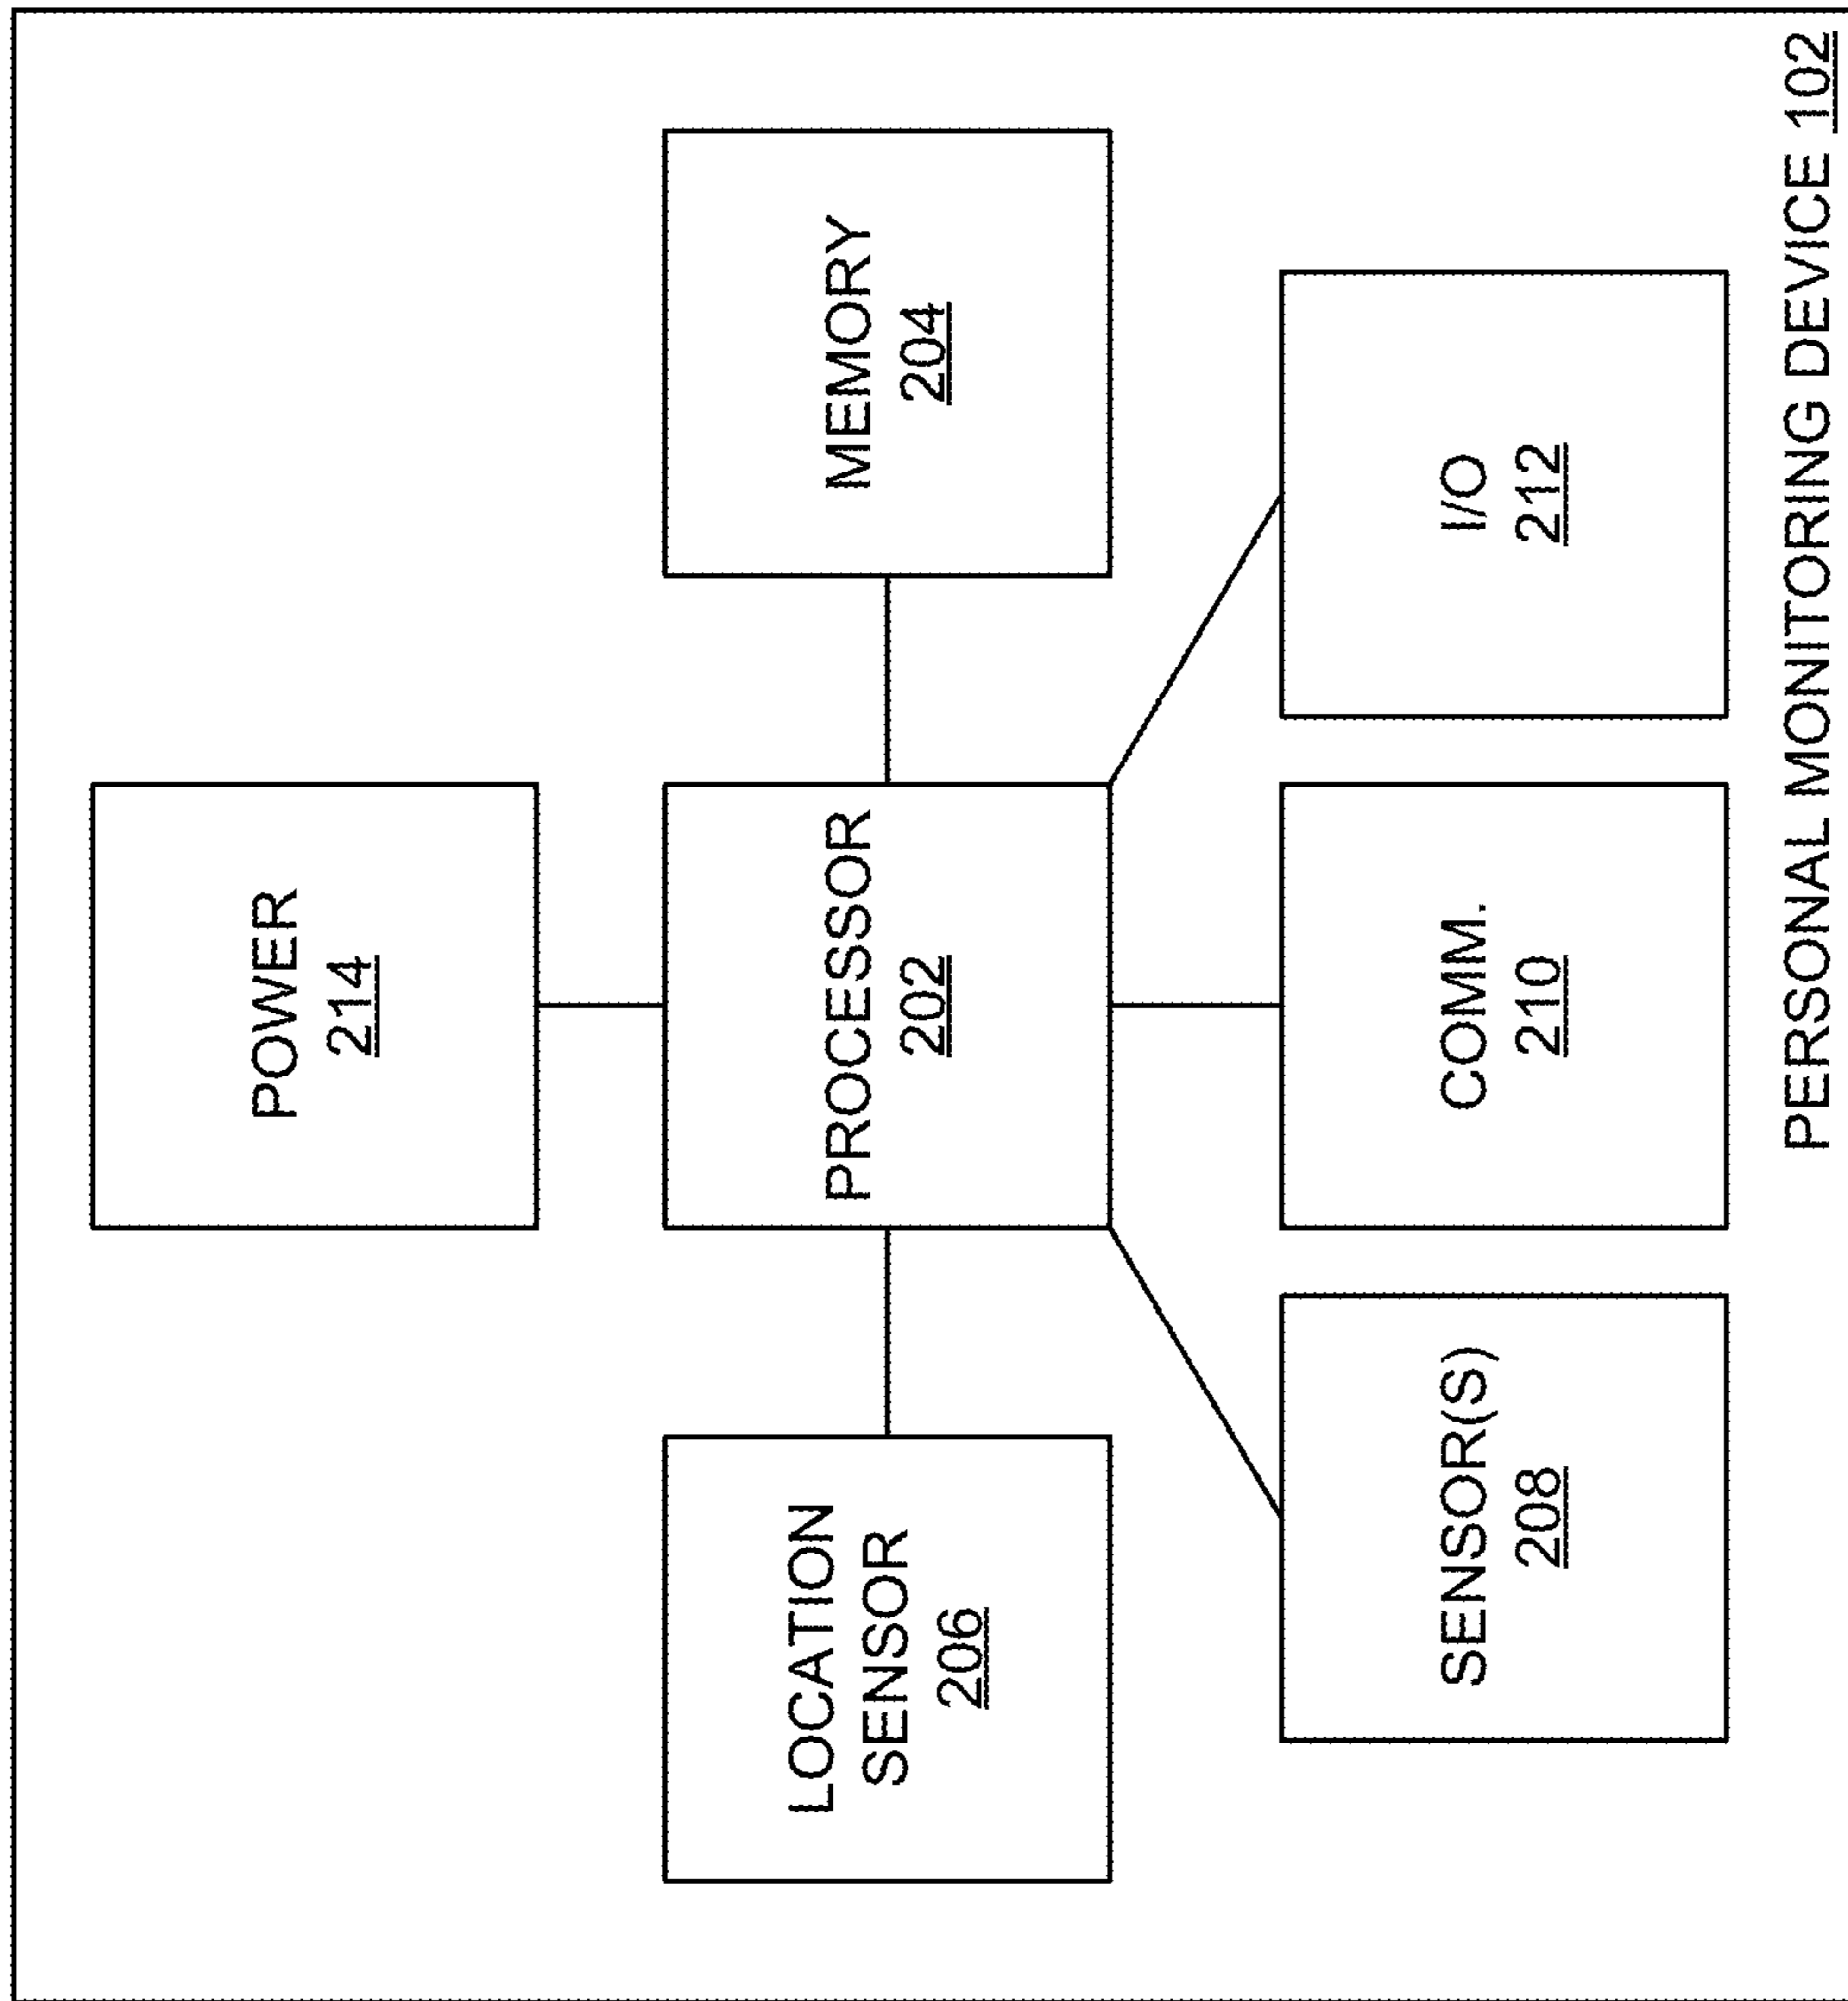 POWER
214
LOCATION
SENSOR
206
PROCESSOR
202
MEMORY
204
SENSOR(S)
208
COMM.
210
I/O
212
PERSONAL MONITORING DEVICE 102